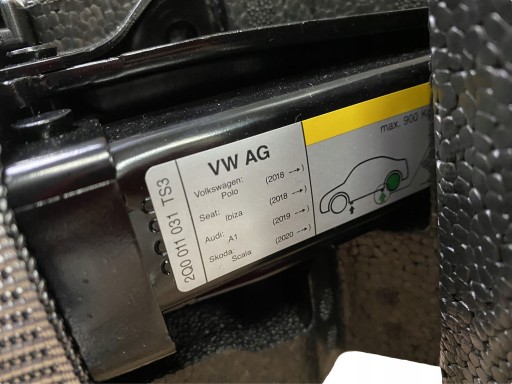 2Q0 011 031 TS3
VW AG
Volkswagen:
Polo (2018 →)
Seat:
Ibiza (2018 →)
Audi:
A1 (2019 →)
Skoda:
Scala (2020 →)
max. 900 kg